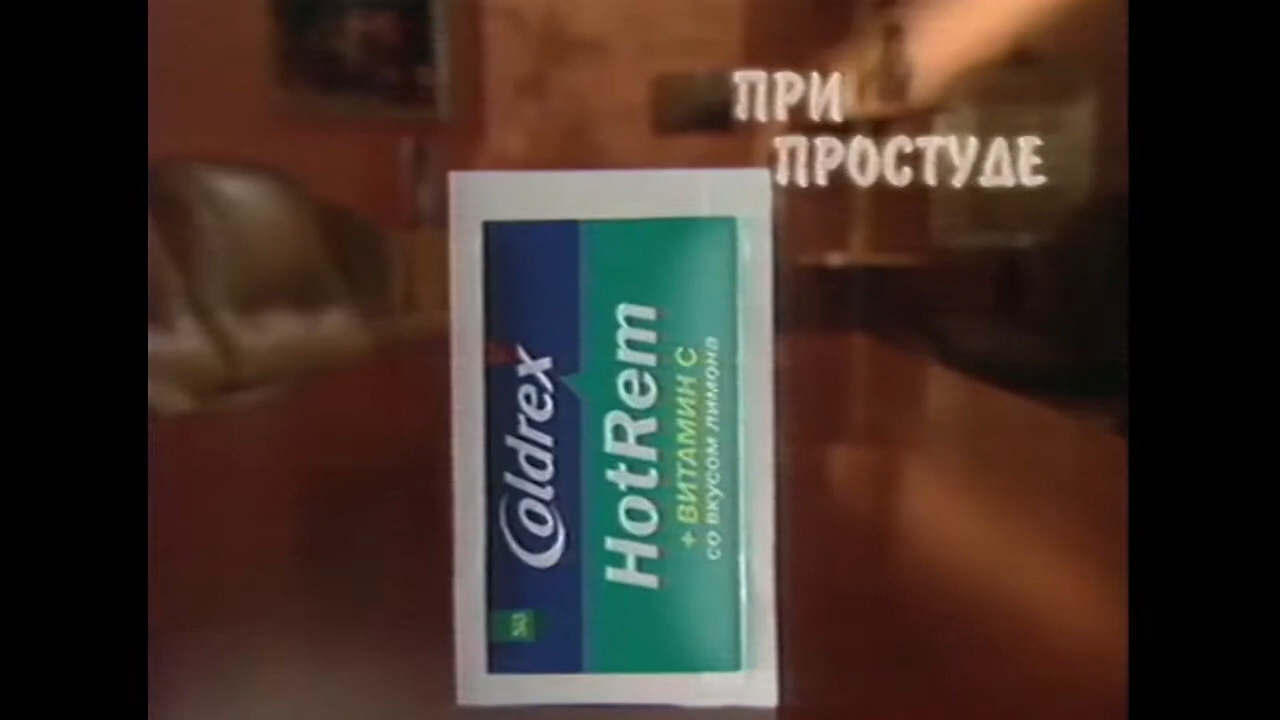 ПРИ
ПРОСТУДЕ
Coldrex
HotRem
+ ВИТАМИН С
со вкусом лимона